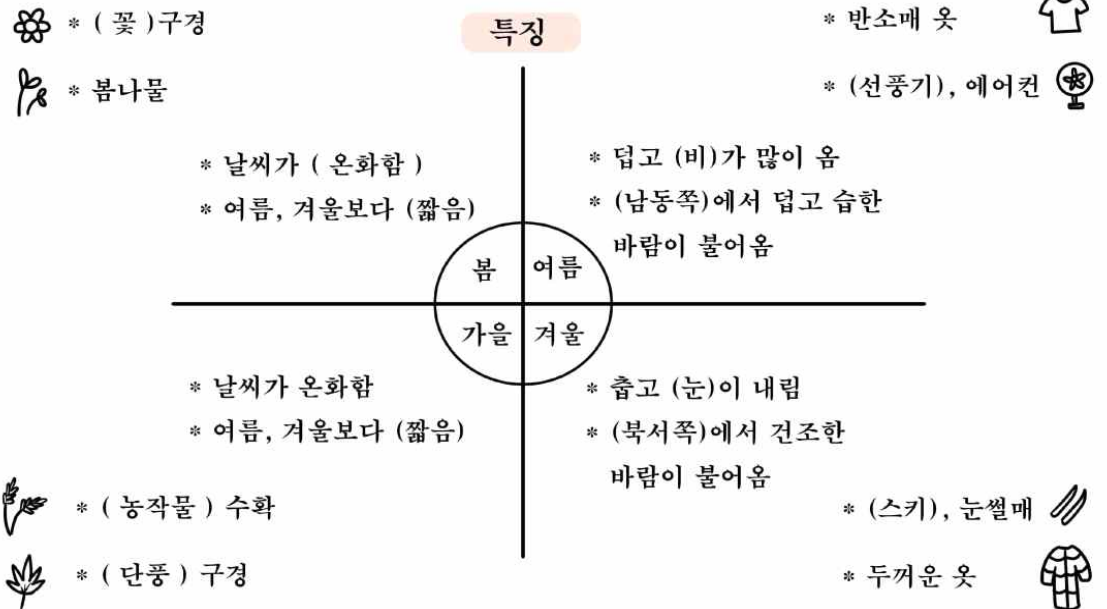 특징
* ( 꽃 )구경
* 봄나물
* 날씨가 ( 온화함 )
* 여름, 겨울보다 (짧음)
* 반소매 옷
* (선풍기), 에어컨
* 덥고 (비)가 많이 옴
* (남동쪽)에서 덥고 습한
바람이 불어옴
봄
여름
가을
겨울
* 날씨가 온화함
* 여름, 겨울보다 (짧음)
* ( 농작물 ) 수확
* ( 단풍 ) 구경
* 춥고 (눈)이 내림
* (북서쪽)에서 건조한
바람이 불어옴
* (스키), 눈썰매
* 두꺼운 옷